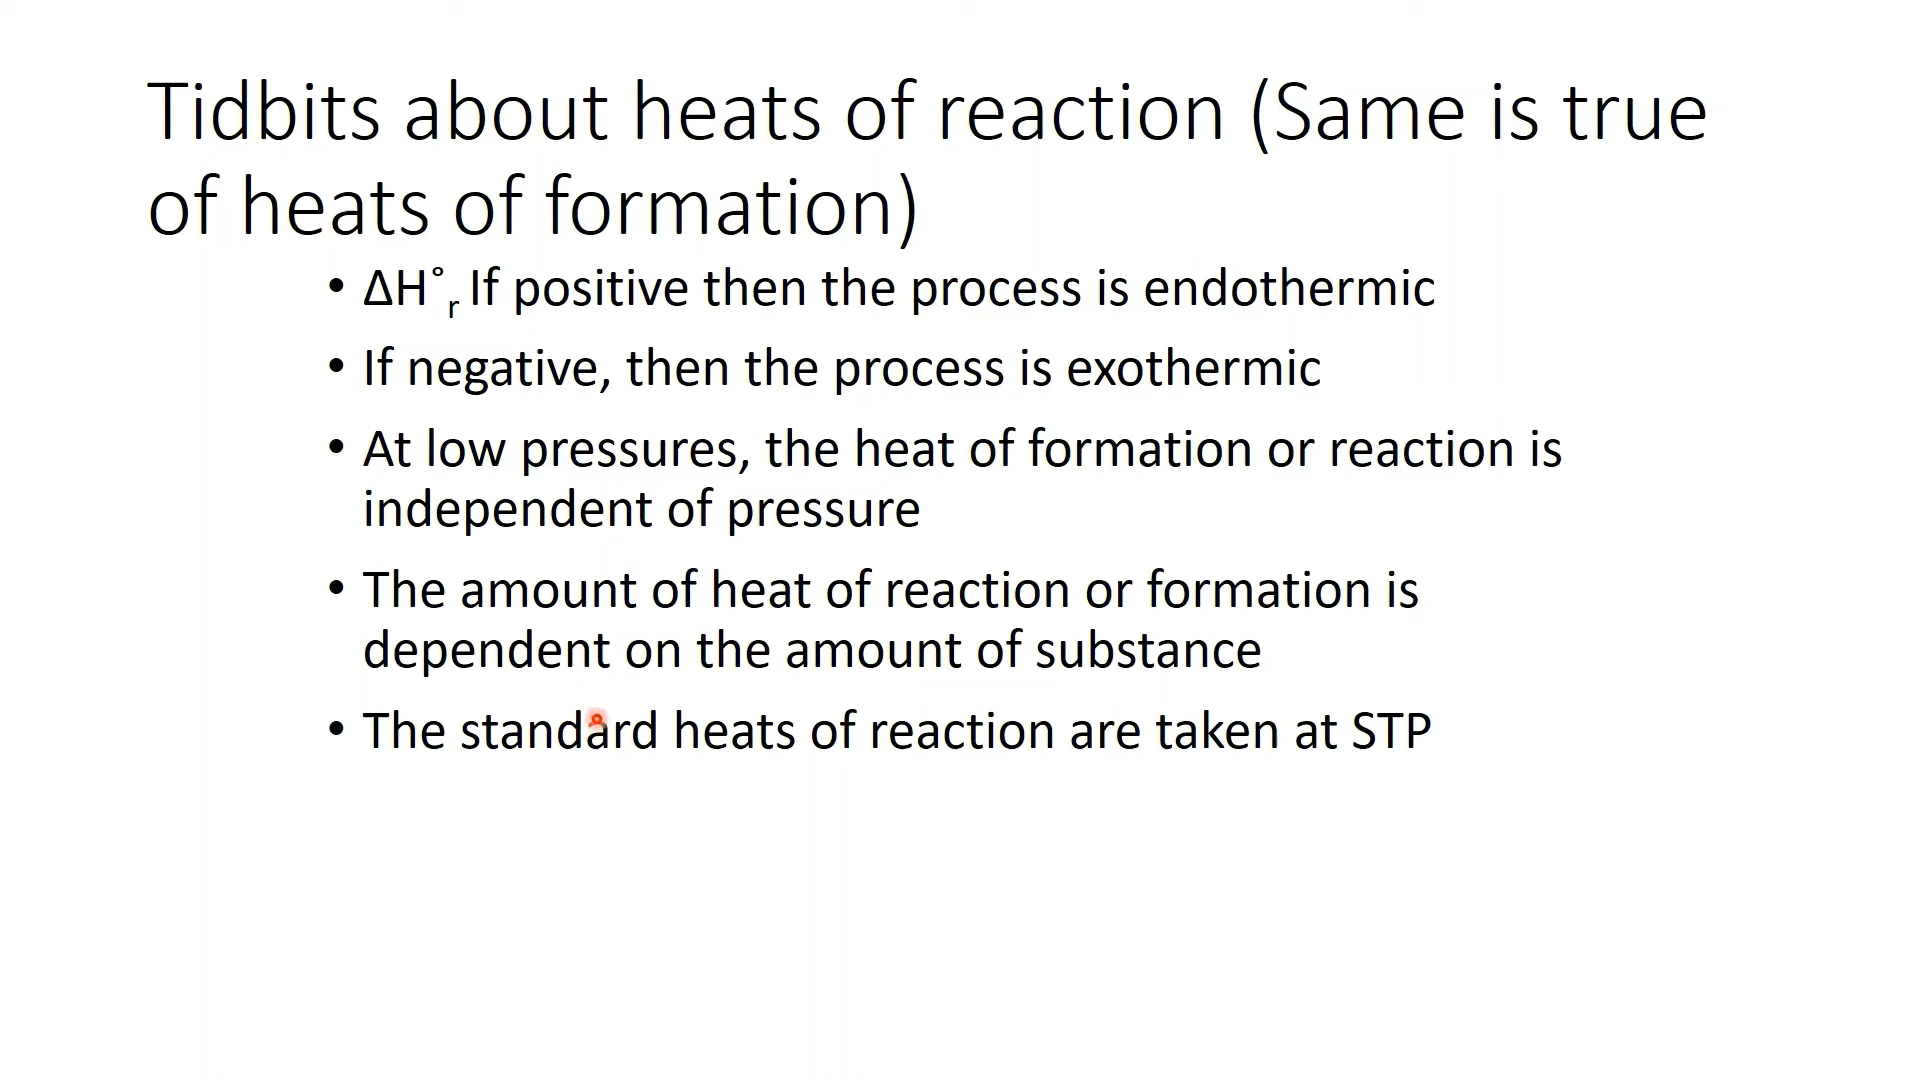 Tidbits about heats of reaction (Same is true
of heats of formation)
• ΔH°r If positive then the process is endothermic
• If negative, then the process is exothermic
• At low pressures, the heat of formation or reaction is
independent of pressure
• The amount of heat of reaction or formation is
dependent on the amount of substance
• The standard heats of reaction are taken at STP